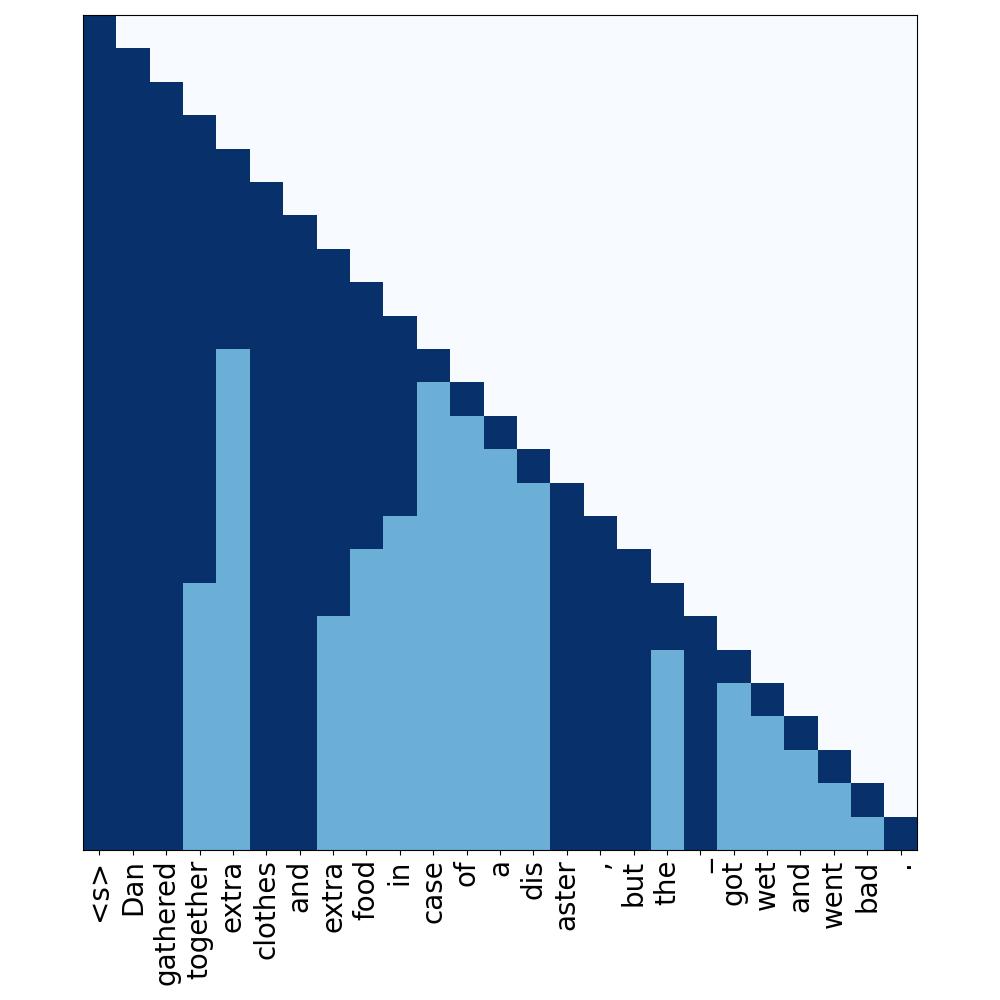 <s> Dan gathered together extra clothes and extra food in case of a dis aster , but the _ got wet and went bad .